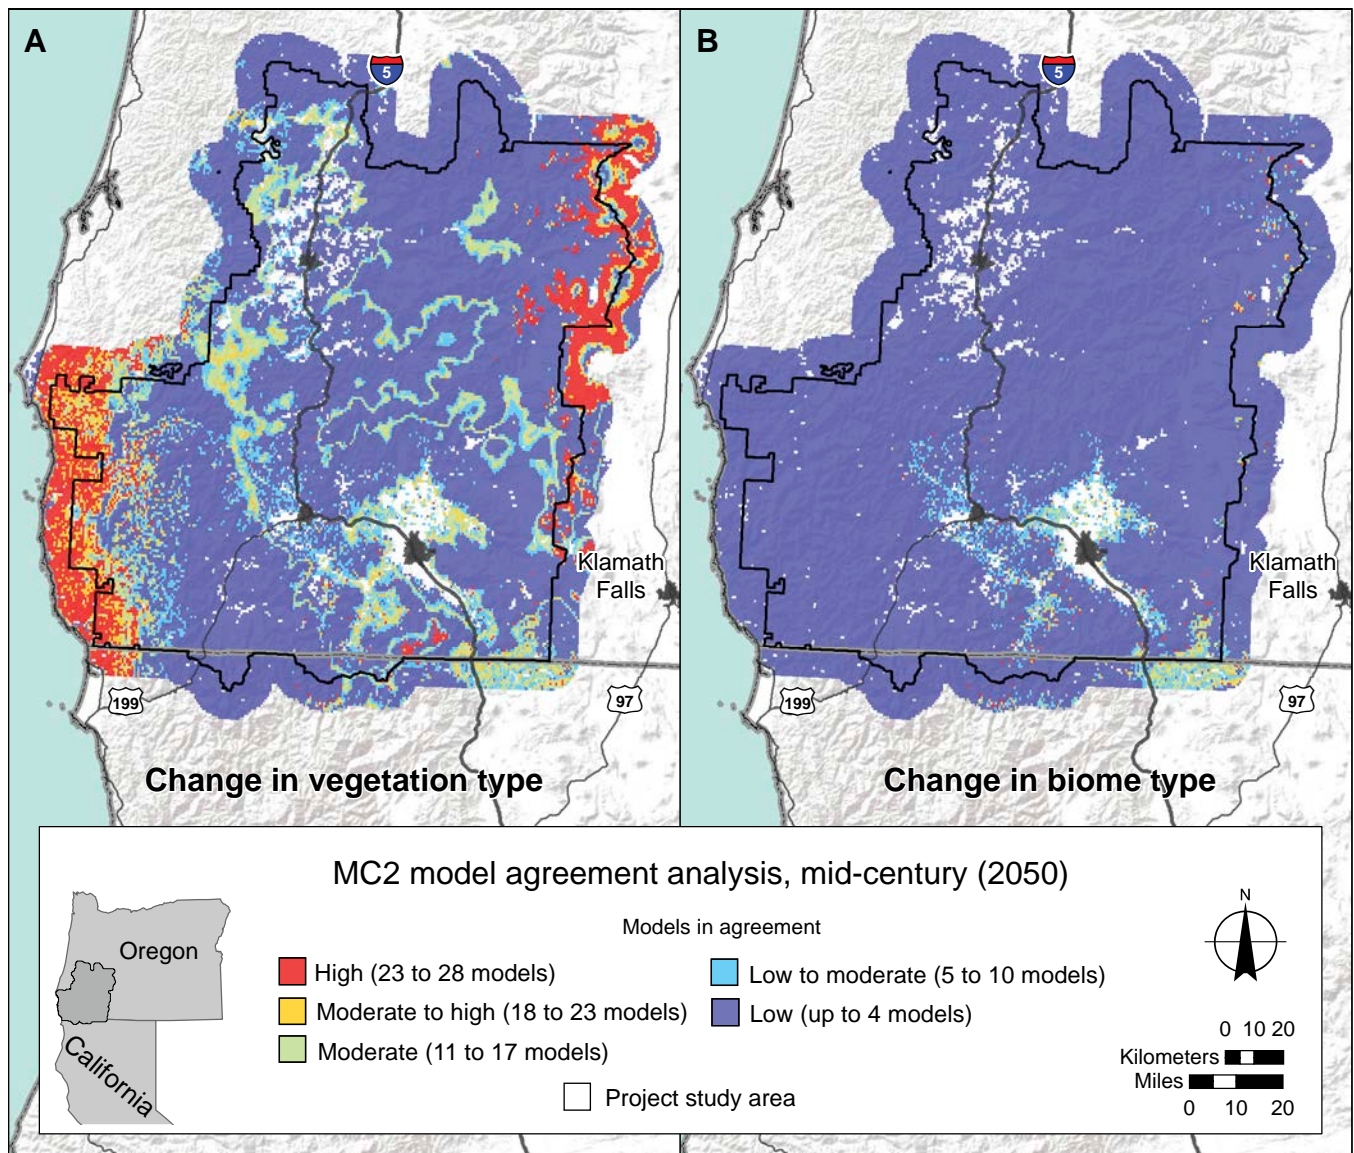 A
B
5
5
Klamath
Falls
Klamath
Falls
199
97
199
97
Change in vegetation type
Change in biome type
MC2 model agreement analysis, mid-century (2050)
Models in agreement
High (23 to 28 models)
Moderate to high (18 to 23 models)
Moderate (11 to 17 models)
Low to moderate (5 to 10 models)
Low (up to 4 models)
Project study area
Oregon
California
N
0 10 20
Kilometers
Miles
0 10 20